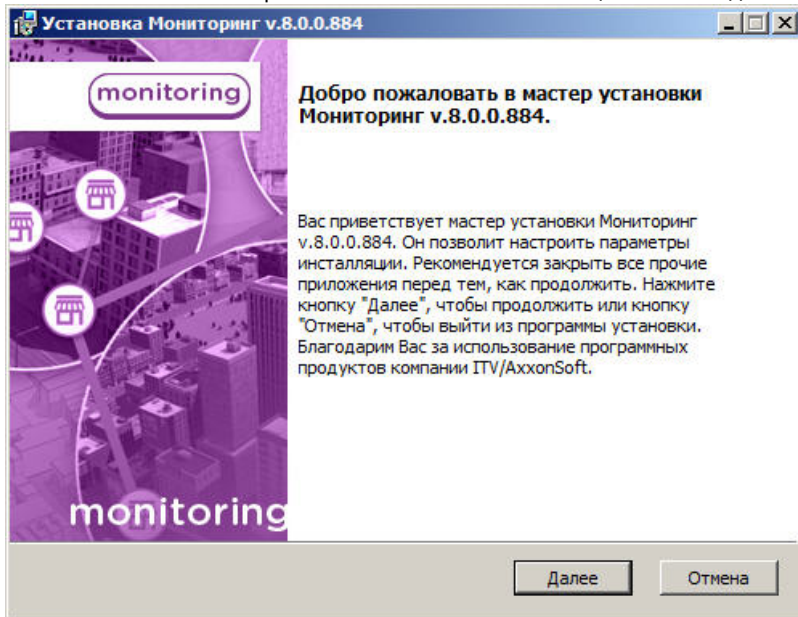 Установка Мониторинг v.8.0.0.884
monitoring
Добро пожаловать в мастер установки
Мониторинг v.8.0.0.884.
Вас приветствует мастер установки Мониторинг
v.8.0.0.884. Он позволит настроить параметры
инсталляции. Рекомендуется закрыть все прочие
приложения перед тем, как продолжить. Нажмите
кнопку "Далее", чтобы продолжить или кнопку
"Отмена", чтобы выйти из программы установки.
Благодарим Вас за использование программных
продуктов компании ITV/AxxonSoft.
monitoring
Далее
Отмена